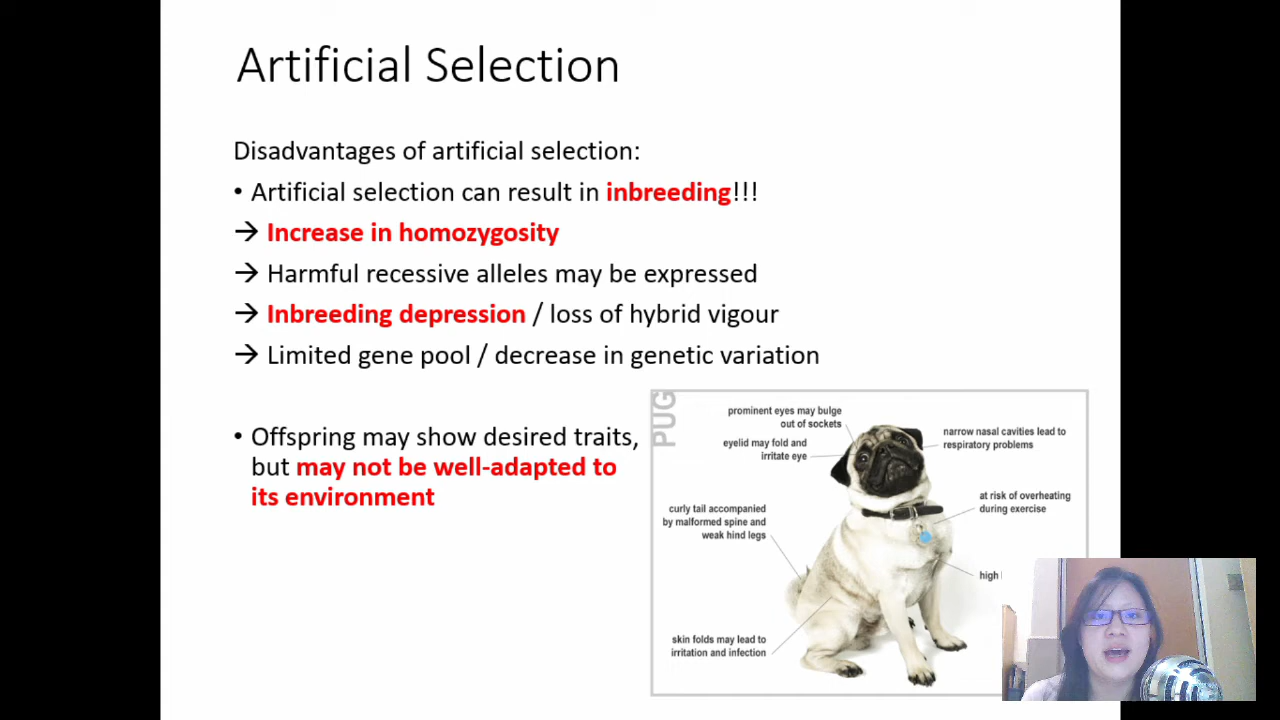 Artificial Selection
Disadvantages of artificial selection:
• Artificial selection can result in inbreeding!!!
→ Increase in homozygosity
→ Harmful recessive alleles may be expressed
→ Inbreeding depression / loss of hybrid vigour
→ Limited gene pool / decrease in genetic variation
• Offspring may show desired traits,
but may not be well-adapted to
its environment
PUG
prominent eyes may bulge
out of sockets
eyelid may fold and
irritate eye
narrow nasal cavities lead to
respiratory problems
curly tail accompanied
by malformed spine and
weak hind legs
at risk of overheating
during exercise
high
skin folds may lead to
irritation and infection